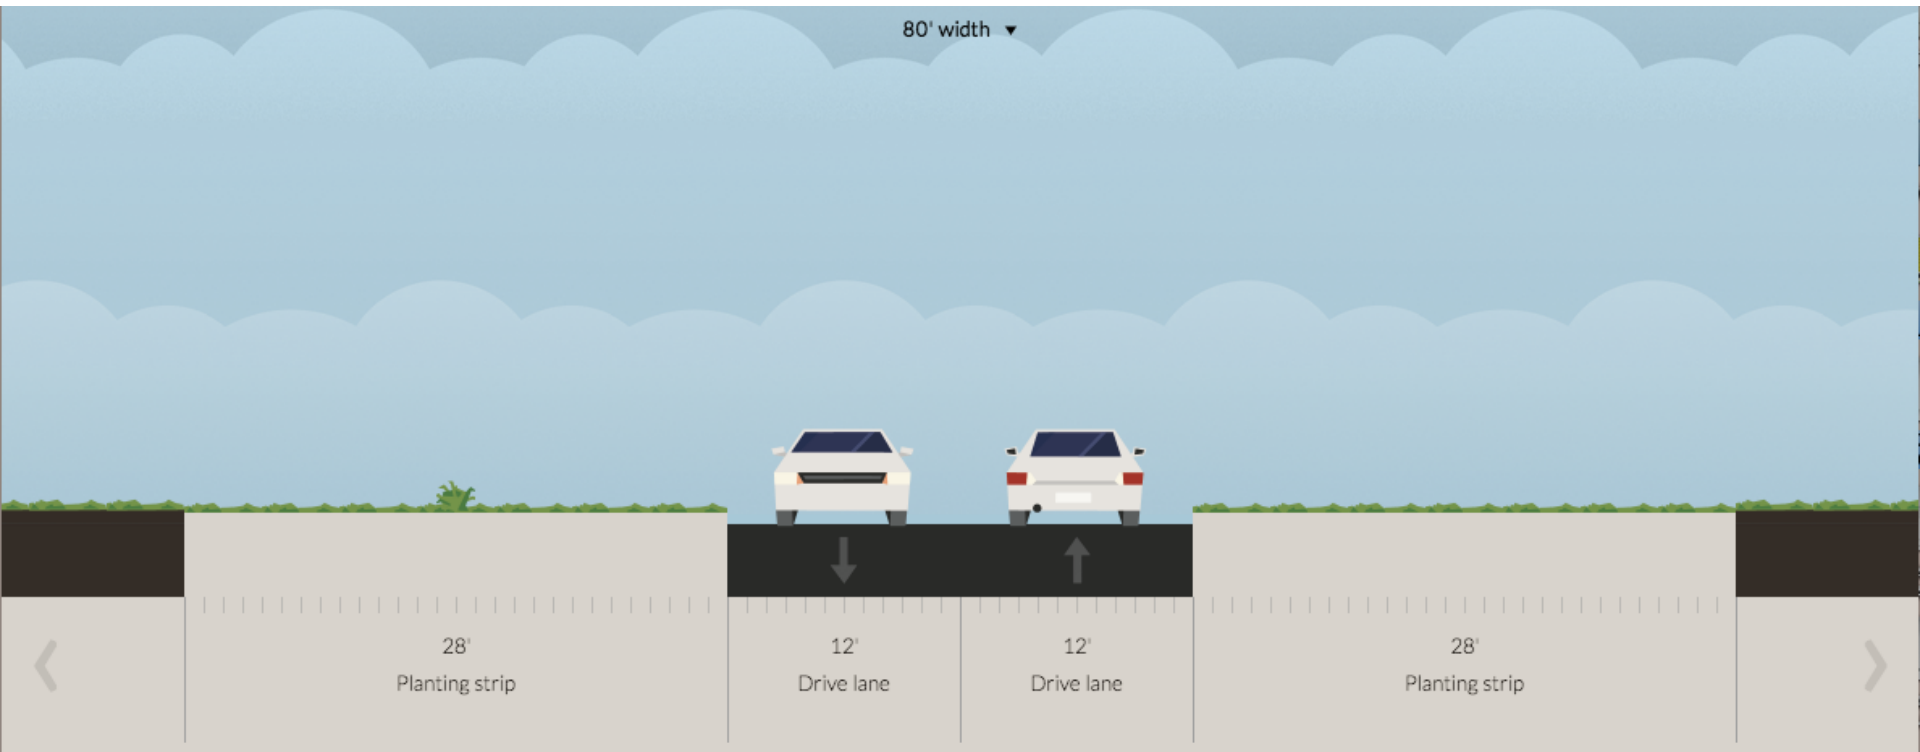 80' width ▼
28'
Planting strip
12'
Drive lane
12'
Drive lane
28'
Planting strip